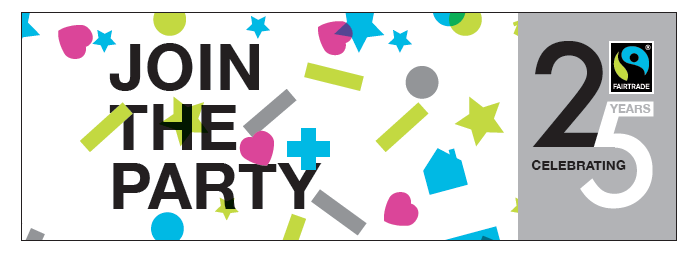 JOIN
THE
PARTY
25
FAIRTRADE
YEARS
CELEBRATING